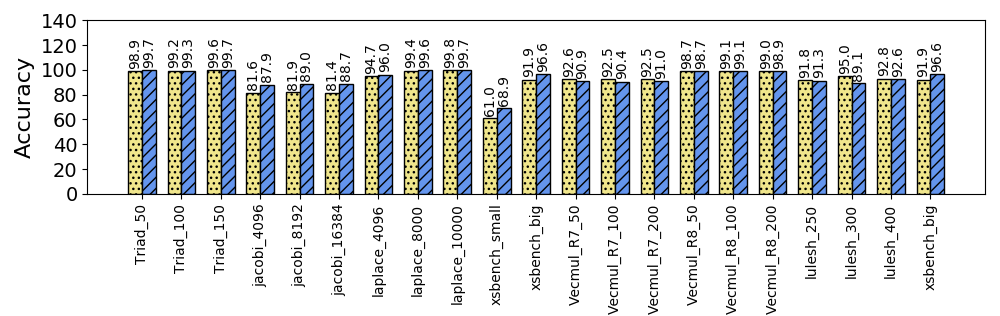 Accuracy
140
120
100
80
60
40
20
0
98.9 99.7
99.2 99.3
99.6 99.7
81.6 87.9
81.9 89.0
81.4 88.7
94.7 96.0
99.4 99.6
99.8 99.7
61.0 68.9
91.9 96.6
92.6 90.9
92.5 90.4
92.5 91.0
98.7 98.7
99.1 99.1
99.0 98.9
91.8 91.3
95.0 89.1
92.8 92.6
91.9 96.6
Triad_50
Triad_100
Triad_150
jacobi_4096
jacobi_8192
jacobi_16384
laplace_4096
laplace_8000
laplace_10000
xsbench_small
xsbench_big
Vecmul_R7_50
Vecmul_R7_100
Vecmul_R7_200
Vecmul_R8_50
Vecmul_R8_100
Vecmul_R8_200
lulesh_250
lulesh_300
lulesh_400
xsbench_big